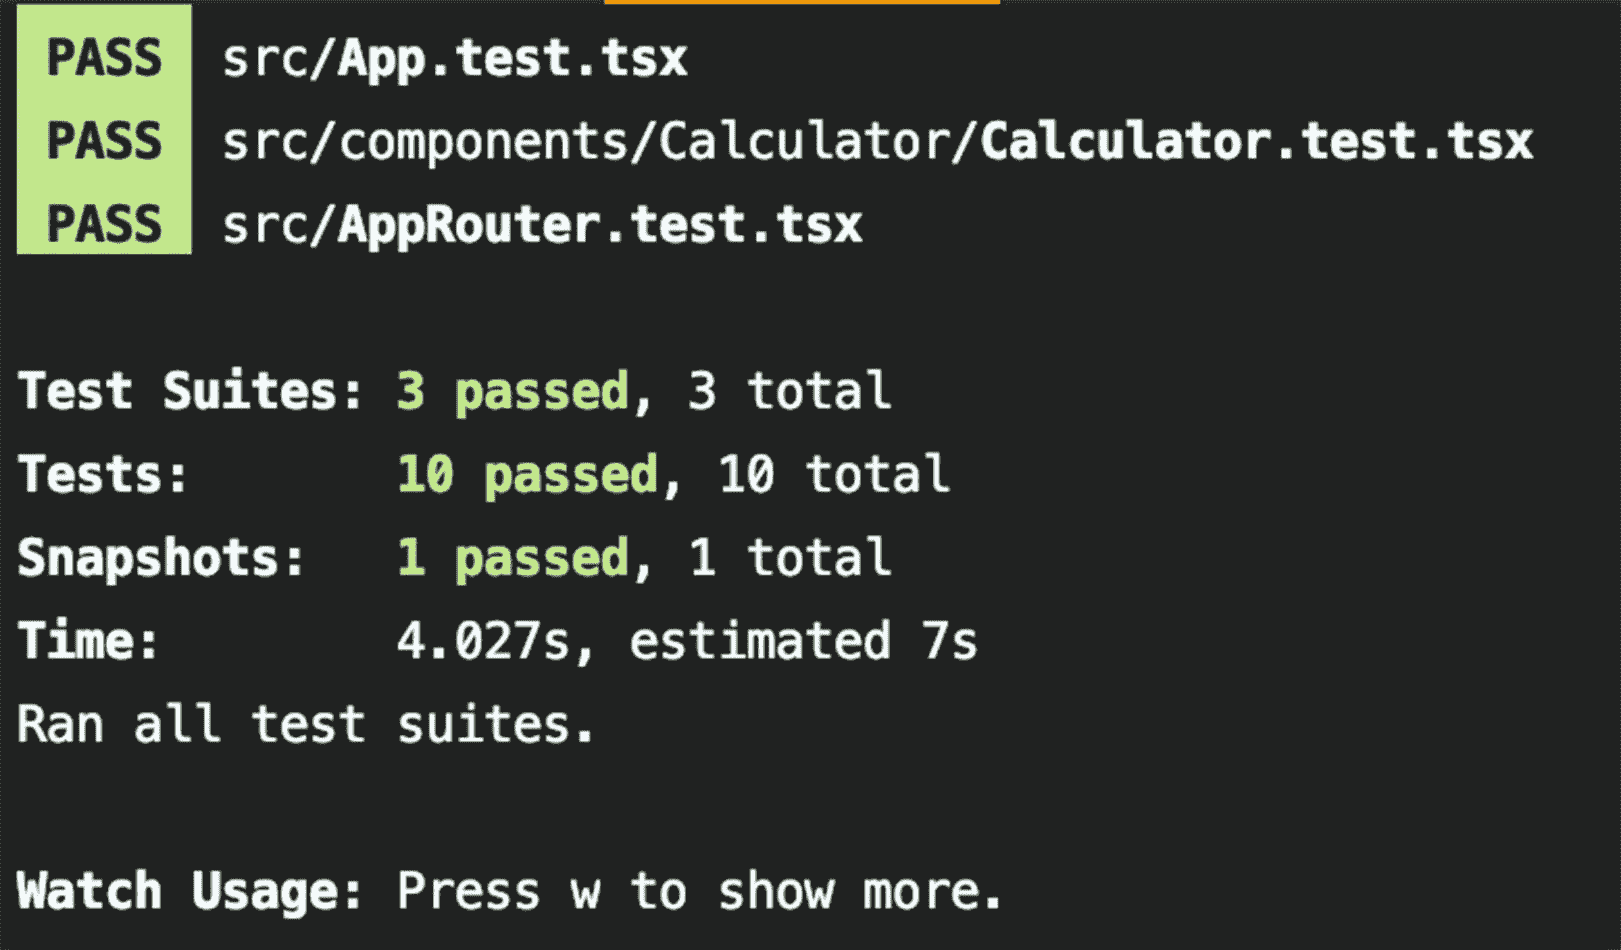 PASS src/App.test.tsx
PASS src/components/Calculator/Calculator.test.tsx
PASS src/AppRouter.test.tsx
Test Suites: 3 passed, 3 total
Tests: 10 passed, 10 total
Snapshots: 1 passed, 1 total
Time: 4.027s, estimated 7s
Ran all test suites.
Watch Usage: Press w to show more.